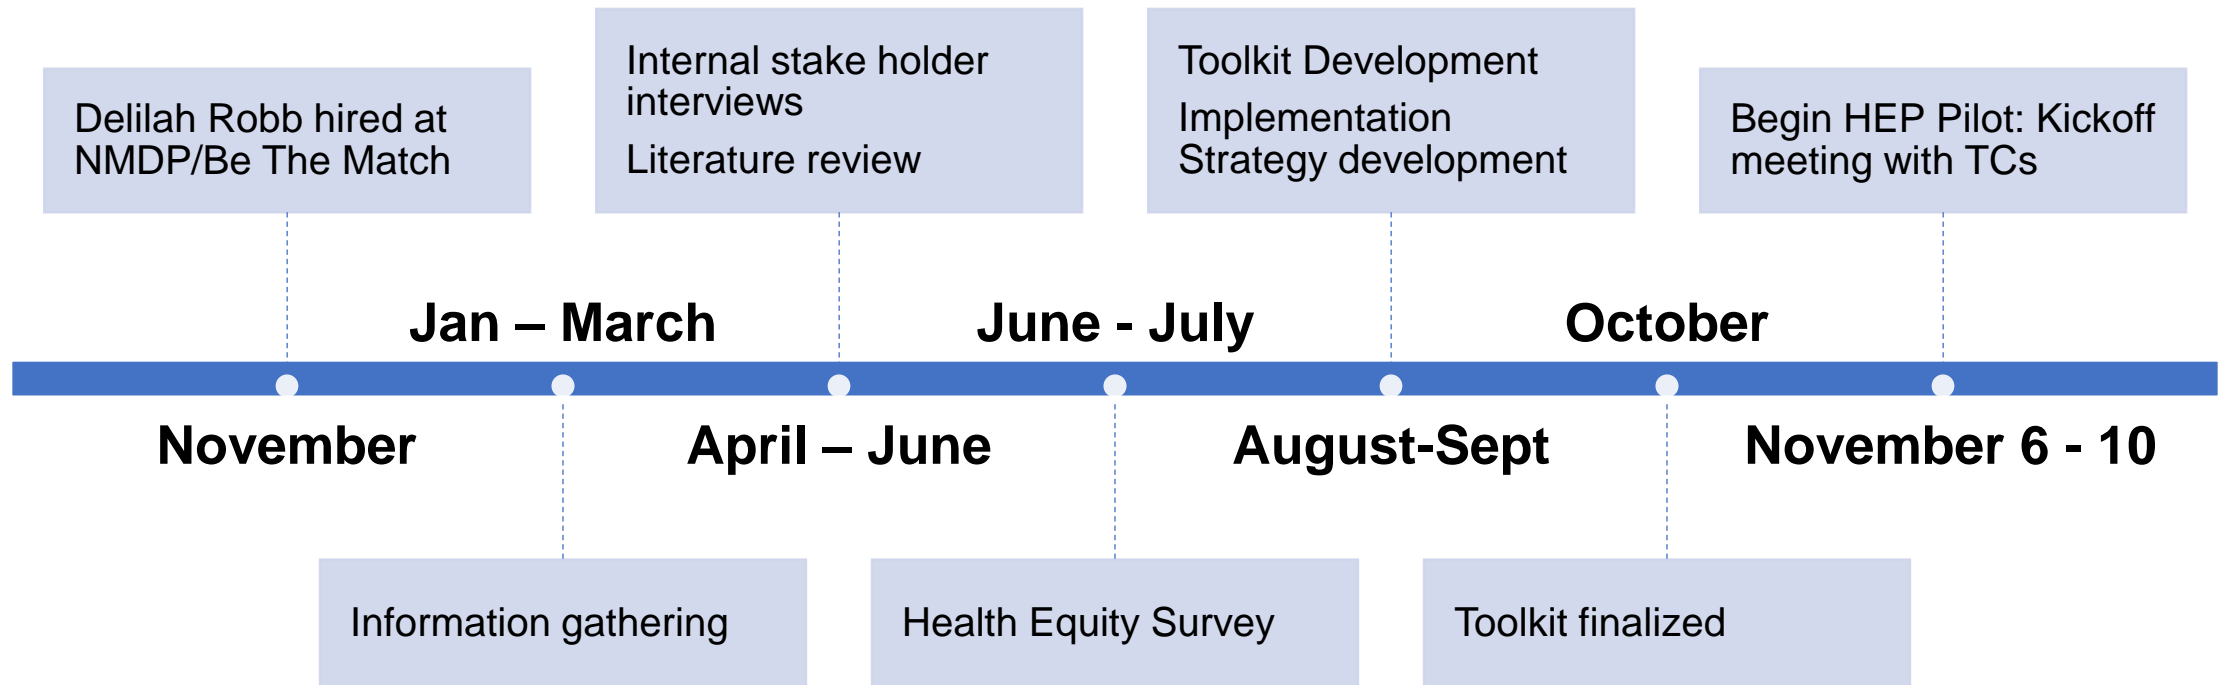 Delilah Robb hired at
NMDP/Be The Match
Internal stake holder
interviews
Literature review
Toolkit Development
Implementation
Strategy development
Begin HEP Pilot: Kickoff
meeting with TCs
Jan – March
June - July
October
November
April – June
August-Sept
November 6 - 10
Information gathering
Health Equity Survey
Toolkit finalized